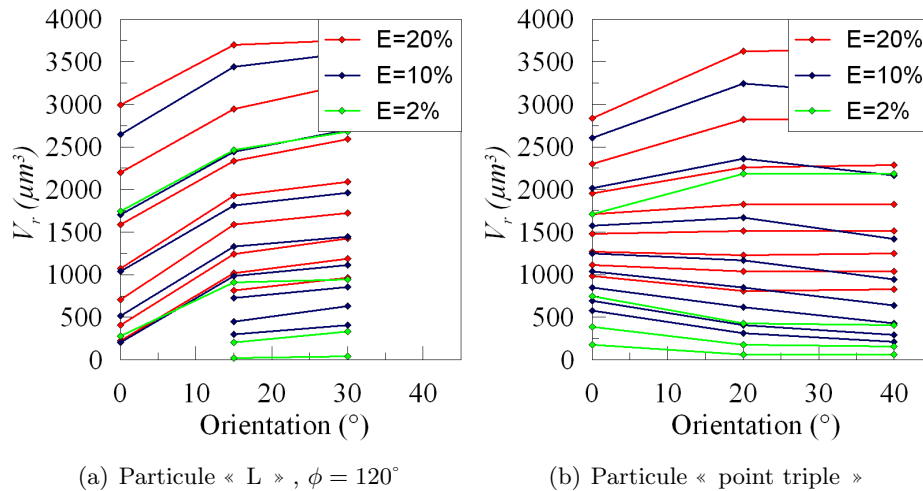 4000
3500
3000
2500
2000
1500
1000
500
0
V_r (μm³)
0 10 20 30 40
Orientation (°)
E=20%
E=10%
E=2%
(a) Particule « L » , ϕ = 120°
4000
3500
3000
2500
2000
1500
1000
500
0
V_r (μm³)
0 10 20 30 40
Orientation (°)
E=20%
E=10%
E=2%
(b) Particule « point triple »